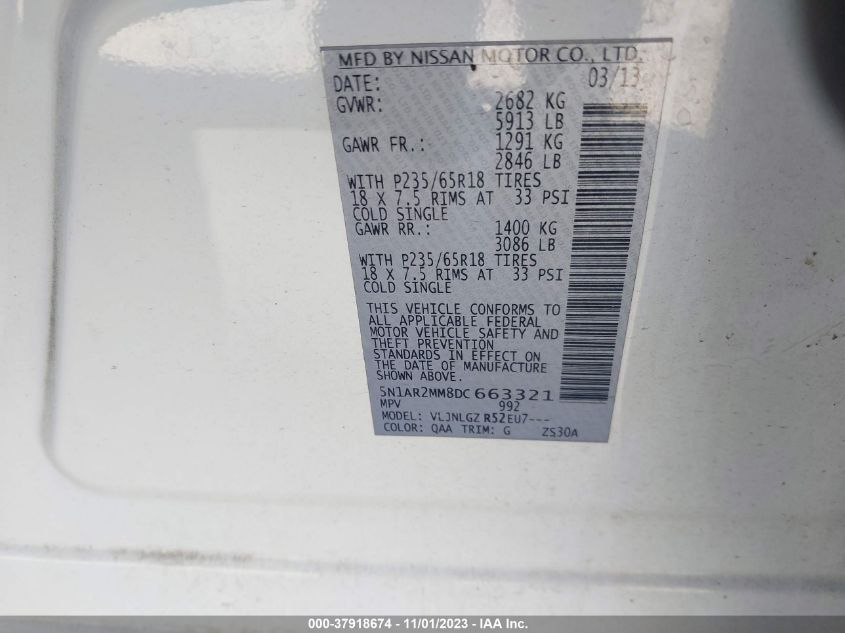 MFD BY NISSAN MOTOR CO., LTD.
DATE: 03/13
GVWR: 2682 KG
5913 LB
GAWR FR.: 1291 KG
2846 LB
WITH P235/65R18 TIRES
18 X 7.5 RIMS AT 33 PSI
COLD SINGLE
GAWR RR.: 1400 KG
3086 LB
WITH P235/65R18 TIRES
18 X 7.5 RIMS AT 33 PSI
COLD SINGLE
THIS VEHICLE CONFORMS TO
ALL APPLICABLE FEDERAL
MOTOR VEHICLE SAFETY AND
THEFT PREVENTION
STANDARDS IN EFFECT ON
THE DATE OF MANUFACTURE
SHOWN ABOVE.
5N1AR2MM8DC 663321
MPV 992
MODEL: VLJNLGZ R52EU7---
COLOR: QAA TRIM: G ZS30A
000-37918674 - 11/01/2023 - IAA Inc.